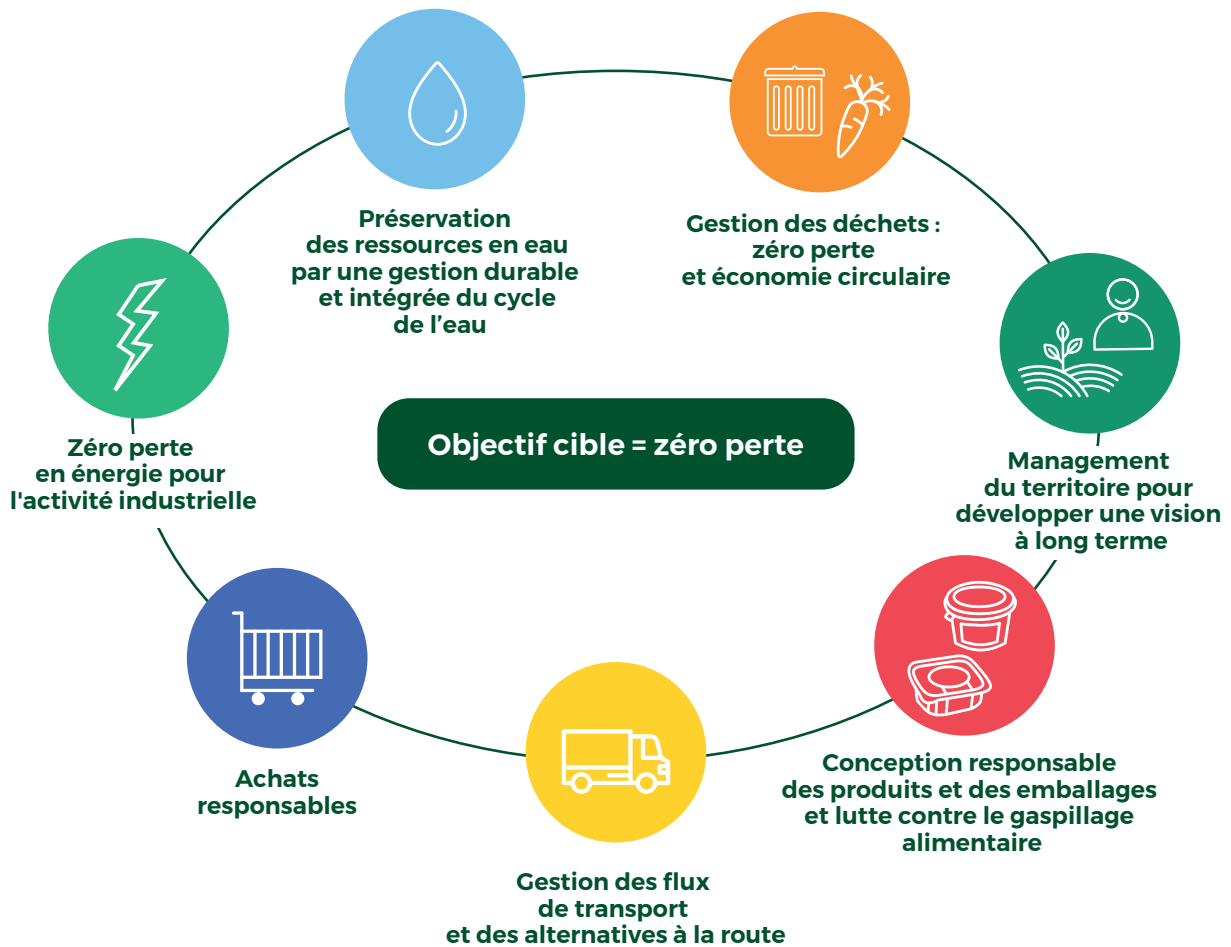 Préservation
des ressources en eau
par une gestion durable
et intégrée du cycle
de l’eau
Gestion des déchets :
zéro perte
et économie circulaire
Objectif cible = zéro perte
Zéro perte
en énergie pour
l'activité industrielle
Management
du territoire pour
développer une vision
à long terme
Achats
responsables
Conception responsable
des produits et des emballages
et lutte contre le gaspillage
alimentaire
Gestion des flux
de transport
et des alternatives à la route